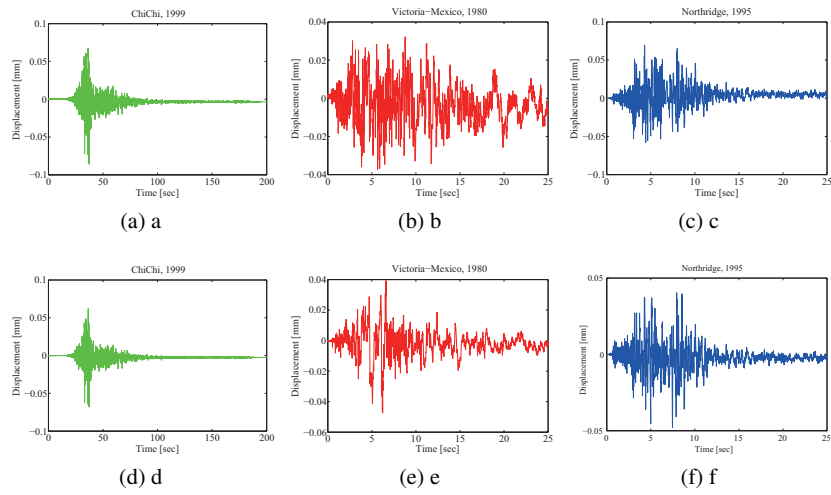 ChiChi, 1999
0.1
0.05
0
−0.05
−0.1
0 50 100 150 200
Displacement [mm]
Time [sec]
(a) a
Victoria−Mexico, 1980
0.04
0.02
0
−0.02
−0.04
0 5 10 15 20 25
Displacement [mm]
Time [sec]
(b) b
Northridge, 1995
0.1
0.05
0
−0.05
−0.1
0 5 10 15 20 25
Displacement [mm]
Time [sec]
(c) c
ChiChi, 1999
0.1
0.05
0
−0.05
−0.1
0 50 100 150 200
Displacement [mm]
Time [sec]
(d) d
Victoria−Mexico, 1980
0.04
0.02
0
−0.02
−0.04
−0.06
0 5 10 15 20 25
Displacement [mm]
Time [sec]
(e) e
Northridge, 1995
0.05
0
−0.05
0 5 10 15 20 25
Displacement [mm]
Time [sec]
(f) f